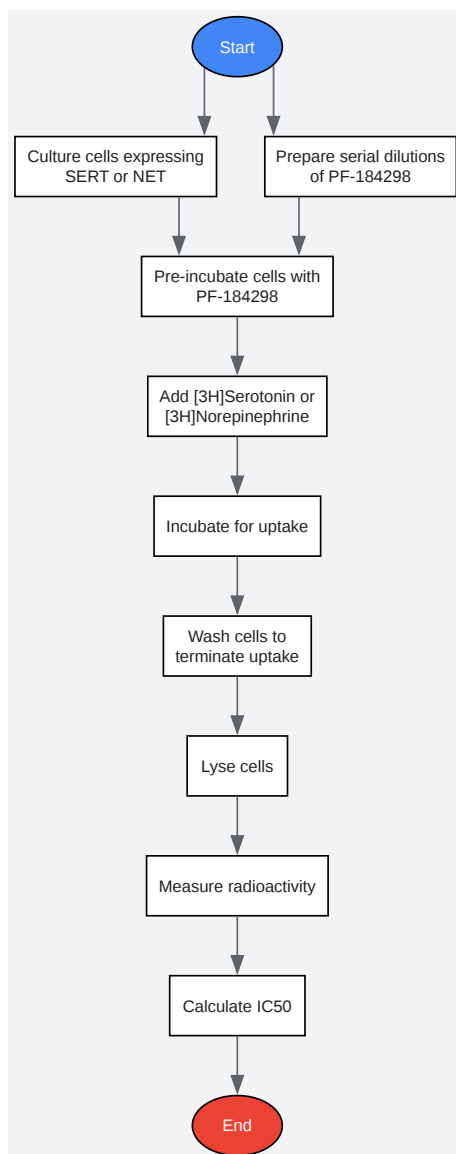 Start
Culture cells expressing
SERT or NET
Prepare serial dilutions
of PF-184298
Pre-incubate cells with
PF-184298
Add [3H]Serotonin or
[3H]Norepinephrine
Incubate for uptake
Wash cells to
terminate uptake
Lyse cells
Measure radioactivity
Calculate IC50
End